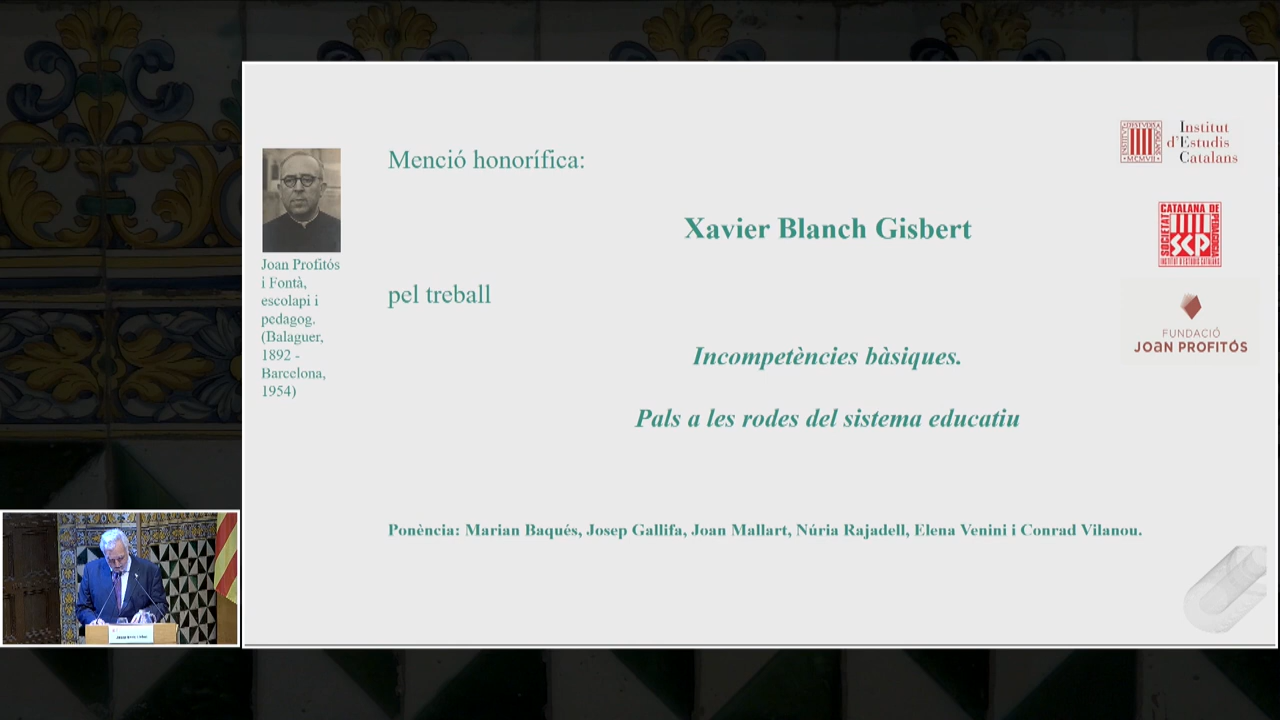 Menció honorífica:
Xavier Blanch Gisbert
pel treball
Incompetències bàsiques.
Pals a les rodes del sistema educatiu
Ponència: Marian Baqués, Josep Gallifa, Joan Mallart, Núria Rajadell, Elena Venini i Conrad Vilanou.
Joan Profitós
i Fontà,
escolapi i
pedagog.
(Balaguer,
1892 -
Barcelona,
1954)
Institut
d'Estudis
Catalans
MCMVII
SOCIETAT
CATALANA DE
PEDAGOGIA
SCP
INSTITUT D'ESTUDIS CATALANS
FUNDACIÓ
JOAN PROFITÓS